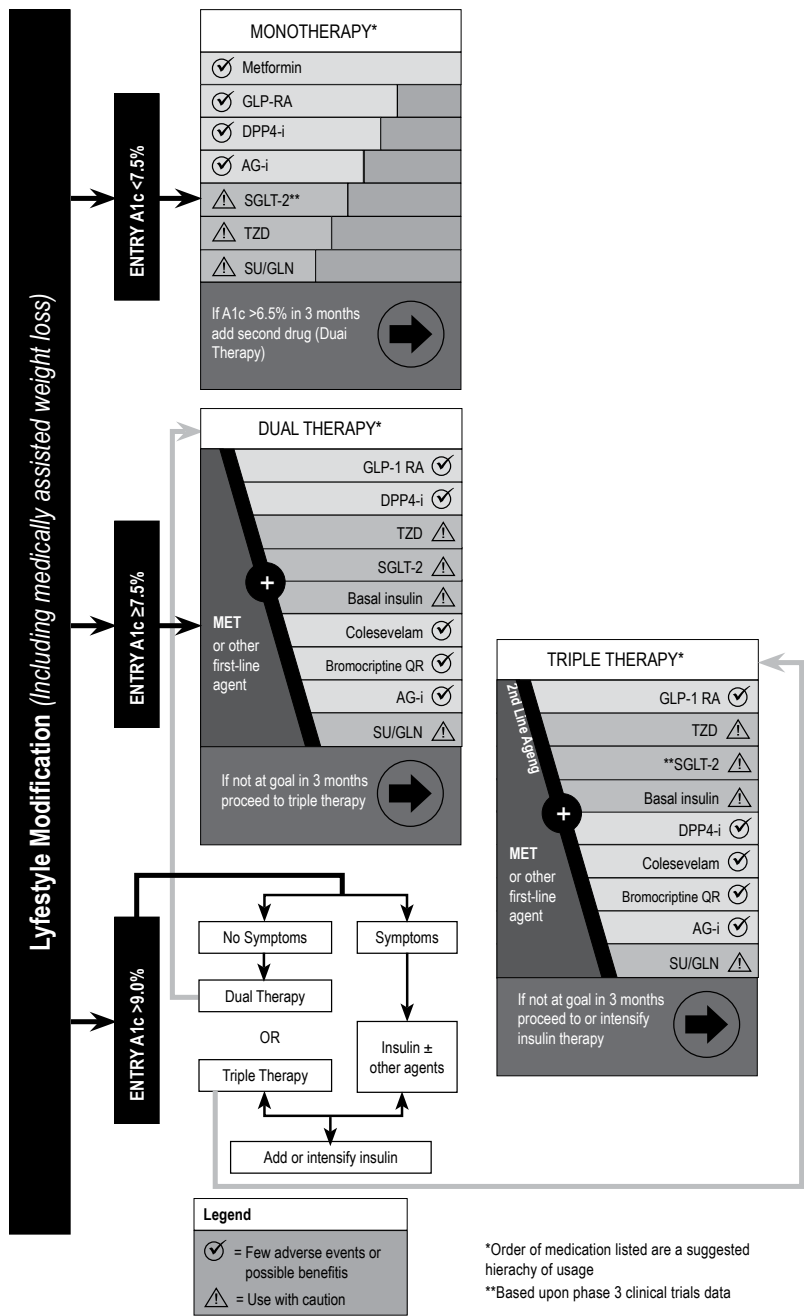 Lyfestyle Modification (Including medically assisted weight loss)
ENTRY A1c <7.5%
MONOTHERAPY*
Metformin
GLP-RA
DPP4-i
AG-i
SGLT-2**
TZD
SU/GLN
If A1c >6.5% in 3 months
add second drug (Duai
Therapy)
ENTRY A1c ≥7.5%
DUAL THERAPY*
GLP-1 RA
DPP4-i
TZD
SGLT-2
Basal insulin
Colesevelam
Bromocriptine QR
AG-i
SU/GLN
+
MET
or other
first-line
agent
If not at goal in 3 months
proceed to triple therapy
TRIPLE THERAPY*
2nd Line Ageng
GLP-1 RA
TZD
**SGLT-2
Basal insulin
DPP4-i
Colesevelam
Bromocriptine QR
AG-i
SU/GLN
+
MET
or other
first-line
agent
If not at goal in 3 months
proceed to or intensify
insulin therapy
ENTRY A1c >9.0%
No Symptoms
Symptoms
Dual Therapy
OR
Triple Therapy
Insulin ±
other agents
Add or intensify insulin
Legend
= Few adverse events or
possible benefitis
= Use with caution
*Order of medication listed are a suggested
hierachy of usage
**Based upon phase 3 clinical trials data